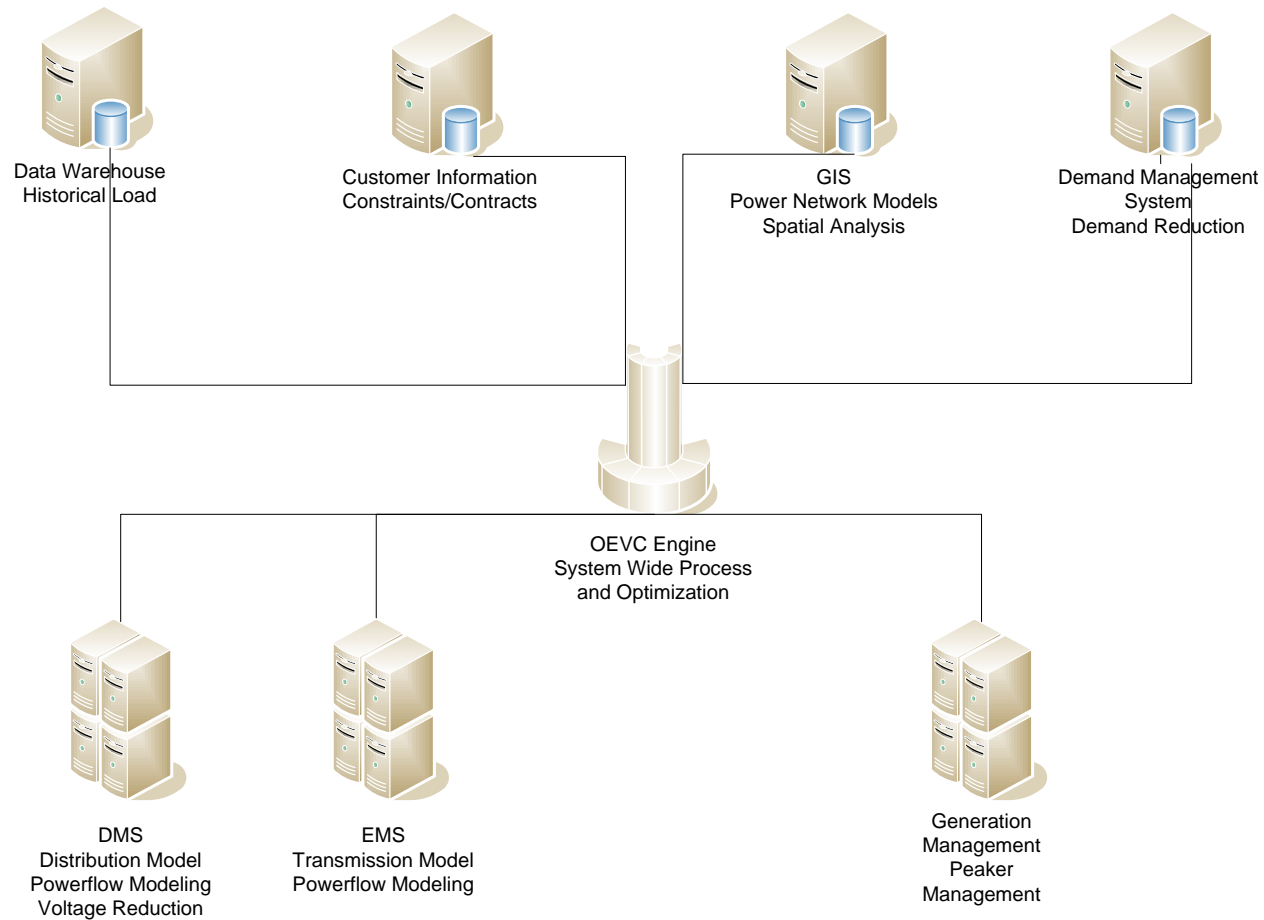 Data Warehouse
Historical Load
Customer Information
Constraints/Contracts
GIS
Power Network Models
Spatial Analysis
Demand Management
System
Demand Reduction
OEVC Engine
System Wide Process
and Optimization
DMS
Distribution Model
Powerflow Modeling
Voltage Reduction
EMS
Transmission Model
Powerflow Modeling
Generation
Management
Peaker
Management